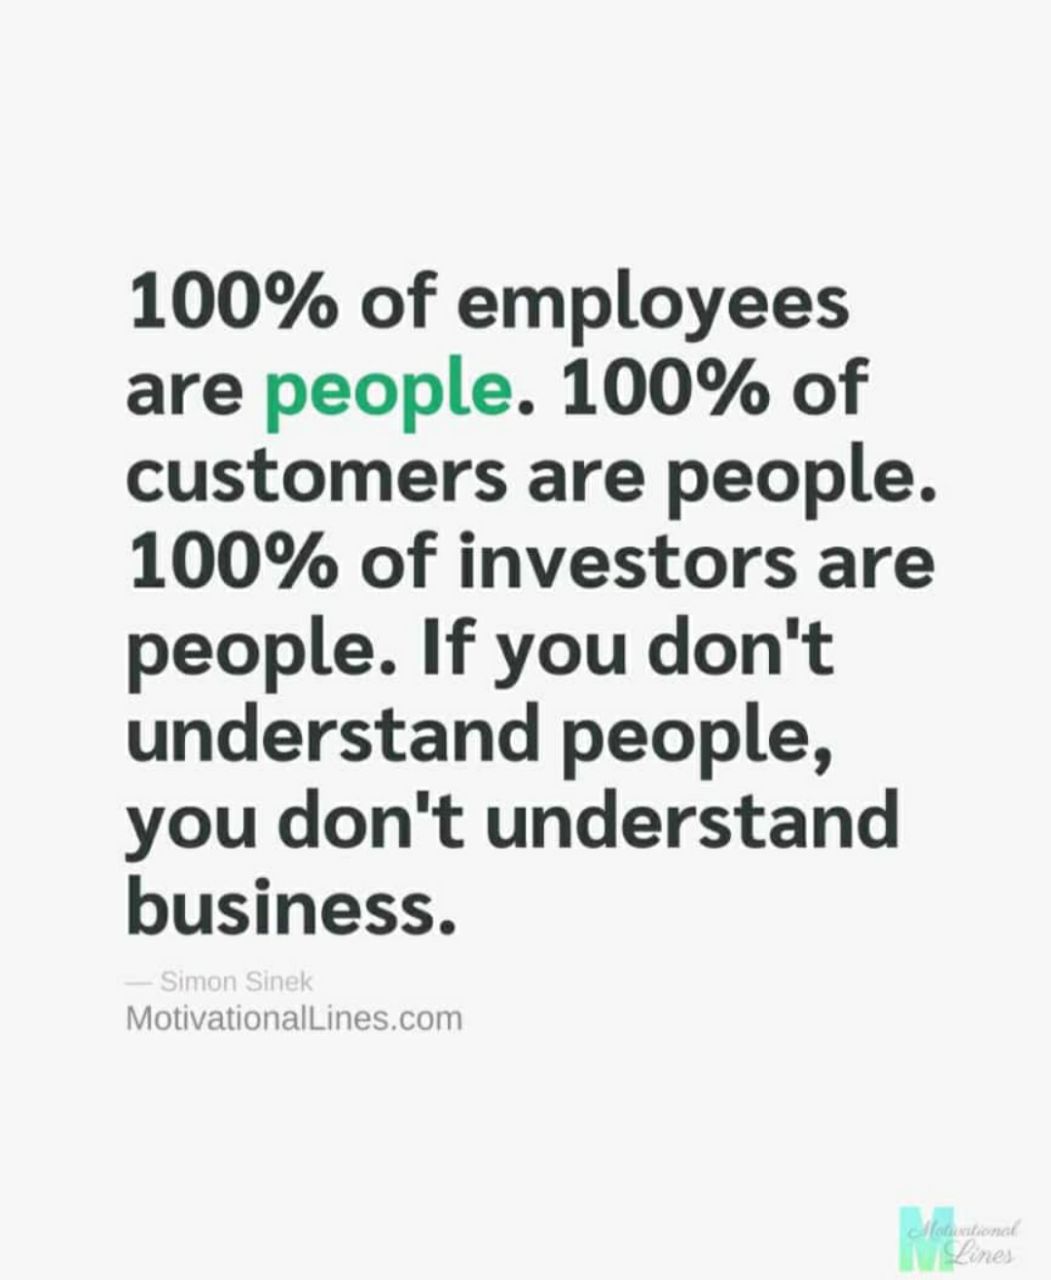 100% of employees
are people. 100% of
customers are people.
100% of investors are
people. If you don't
understand people,
you don't understand
business.
— Simon Sinek
MotivationalLines.com
M Motivational
Lines